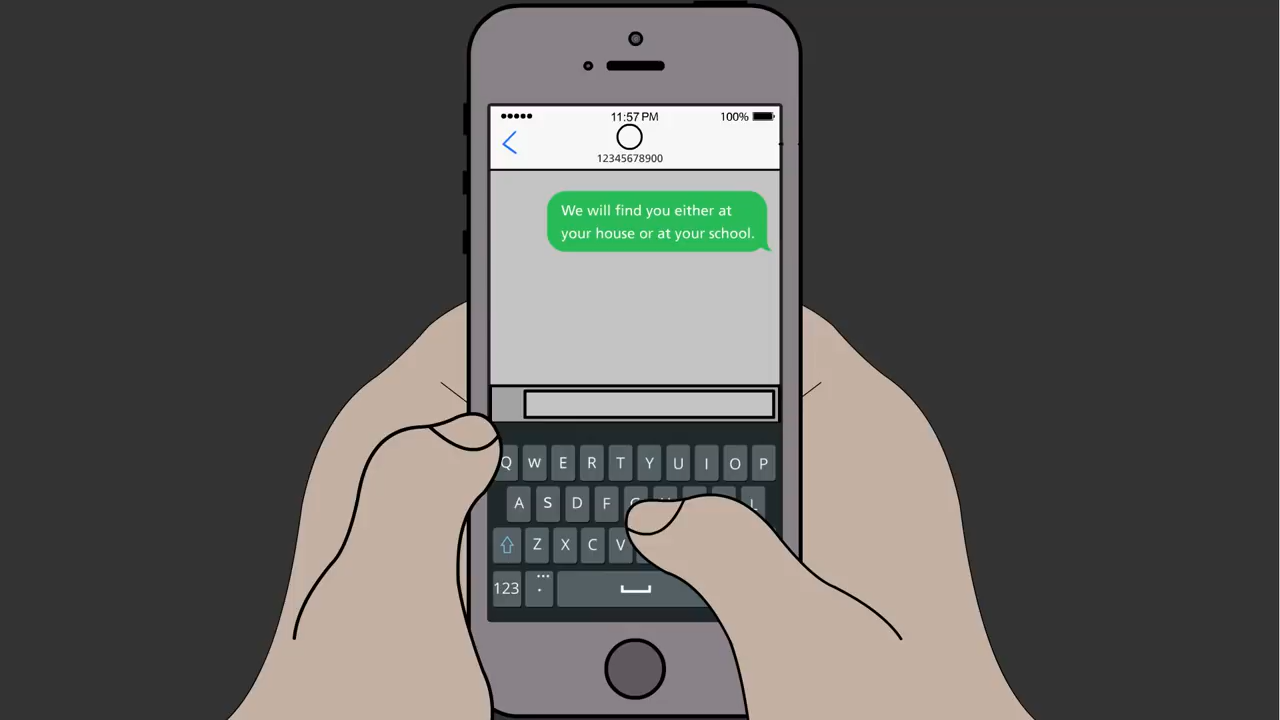 11:57 PM 100%
12345678900
We will find you either at
your house or at your school.
Q W E R T Y U I O P
A S D F G L
Z X C V
123